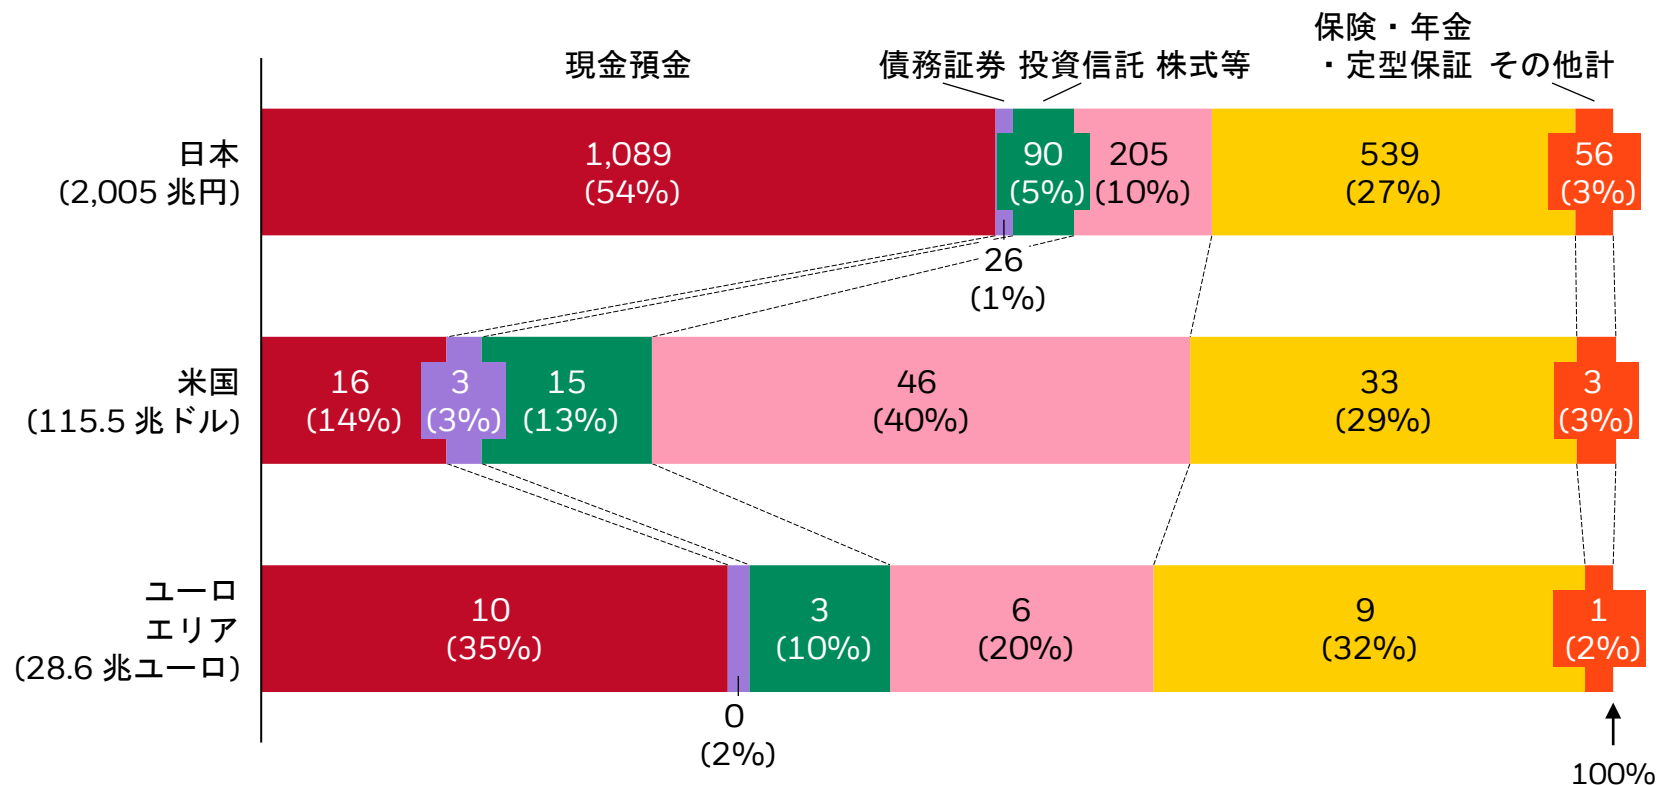 現金預金
債務証券
投資信託
株式等
保険・年金
・定型保証
その他計
日本
(2,005 兆円)
1,089
(54%)
26
(1%)
90
(5%)
205
(10%)
539
(27%)
56
(3%)
米国
(115.5 兆ドル)
16
(14%)
3
(3%)
15
(13%)
46
(40%)
33
(29%)
3
(3%)
ユーロ
エリア
(28.6 兆ユーロ)
10
(35%)
0
(2%)
3
(10%)
6
(20%)
9
(32%)
1
(2%)
100%